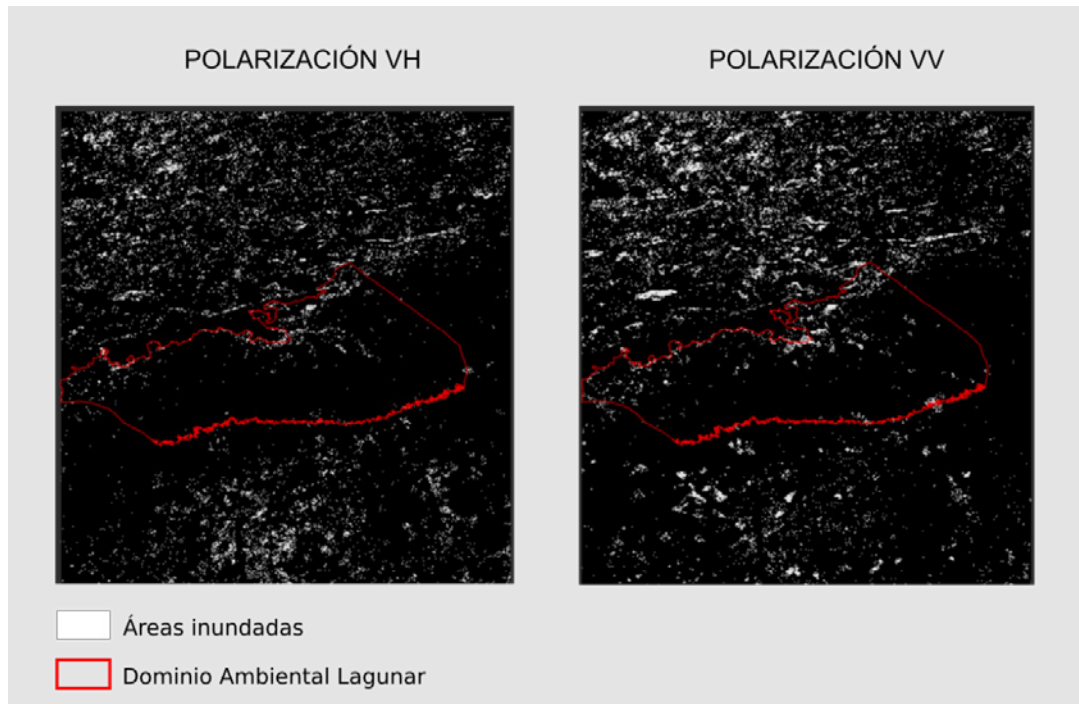 POLARIZACIÓN VH
POLARIZACIÓN VV
Áreas inundadas
Dominio Ambiental Lagunar